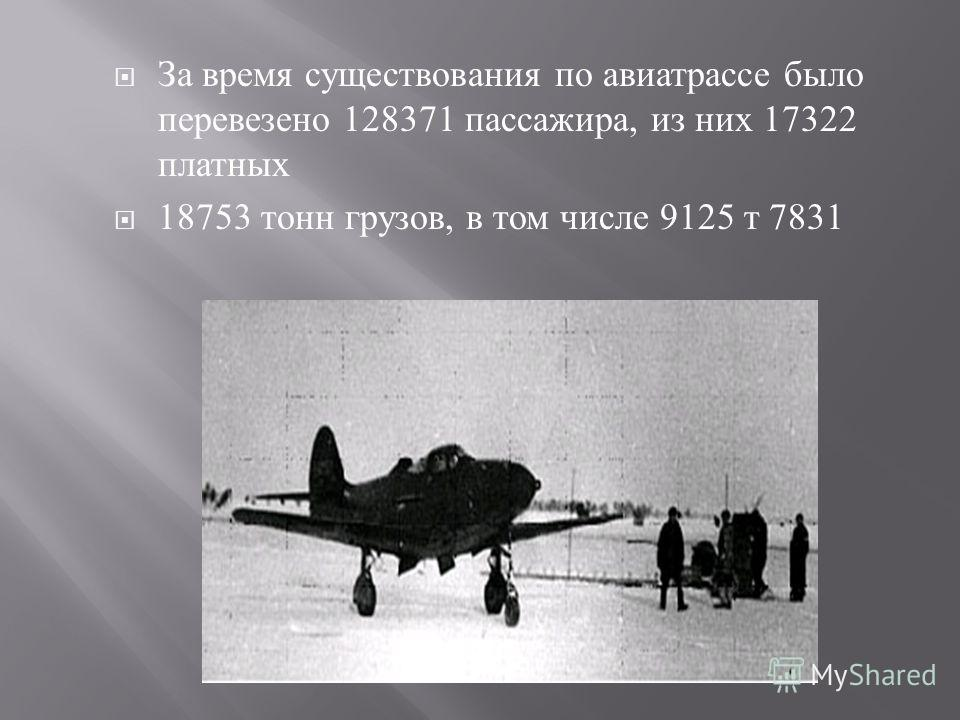 За время существования по авиатрассе было
перевезено 128371 пассажира, из них 17322
платных
18753 тонн грузов, в том числе 9125 т 7831
MyShared